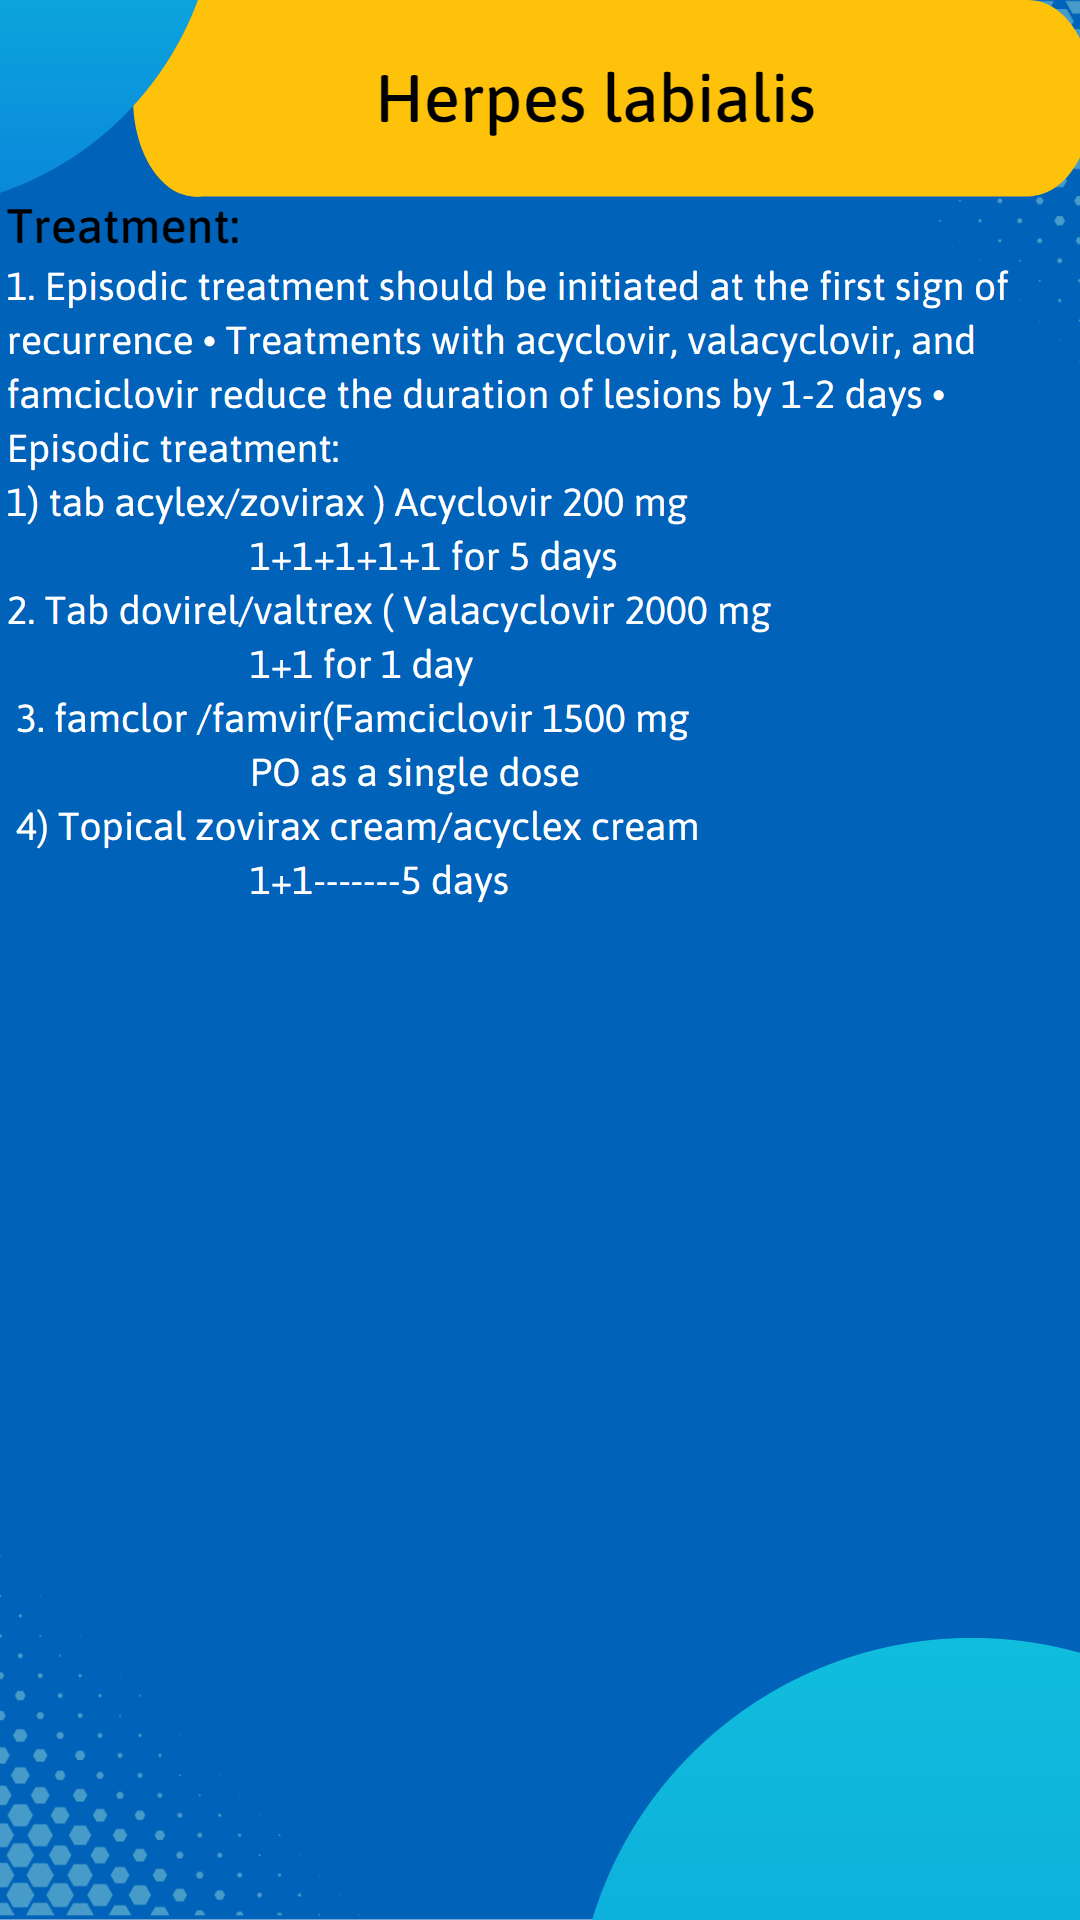 Herpes labialis
Treatment:
1. Episodic treatment should be initiated at the first sign of
recurrence • Treatments with acyclovir, valacyclovir, and
famciclovir reduce the duration of lesions by 1-2 days •
Episodic treatment:
1) tab acylex/zovirax ) Acyclovir 200 mg
1+1+1+1+1 for 5 days
2. Tab dovirel/valtrex ( Valacyclovir 2000 mg
1+1 for 1 day
3. famclor /famvir(Famciclovir 1500 mg
PO as a single dose
4) Topical zovirax cream/acyclex cream
1+1-------5 days